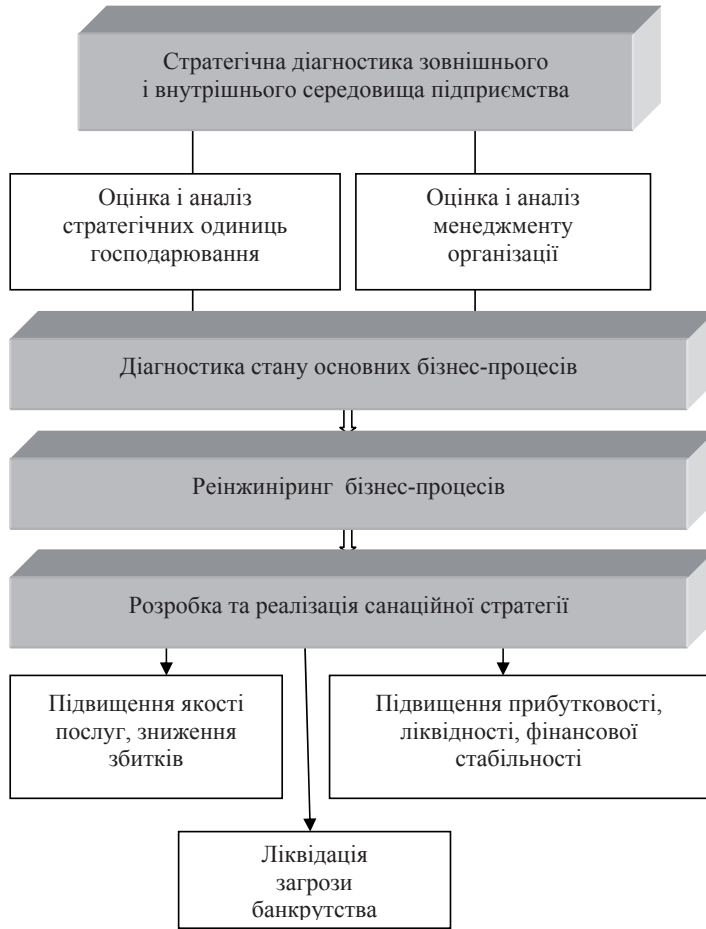 Стратегічна діагностика зовнішнього
і внутрішнього середовища підприємства
Оцінка і аналіз
стратегічних одиниць
господарювання
Оцінка і аналіз
менеджменту
організації
Діагностика стану основних бізнес-процесів
Реінжиніринг бізнес-процесів
Розробка та реалізація санаційної стратегії
Підвищення якості
послуг, зниження
збитків
Підвищення прибутковості,
ліквідності, фінансової
стабільності
Ліквідація
загрози
банкрутства